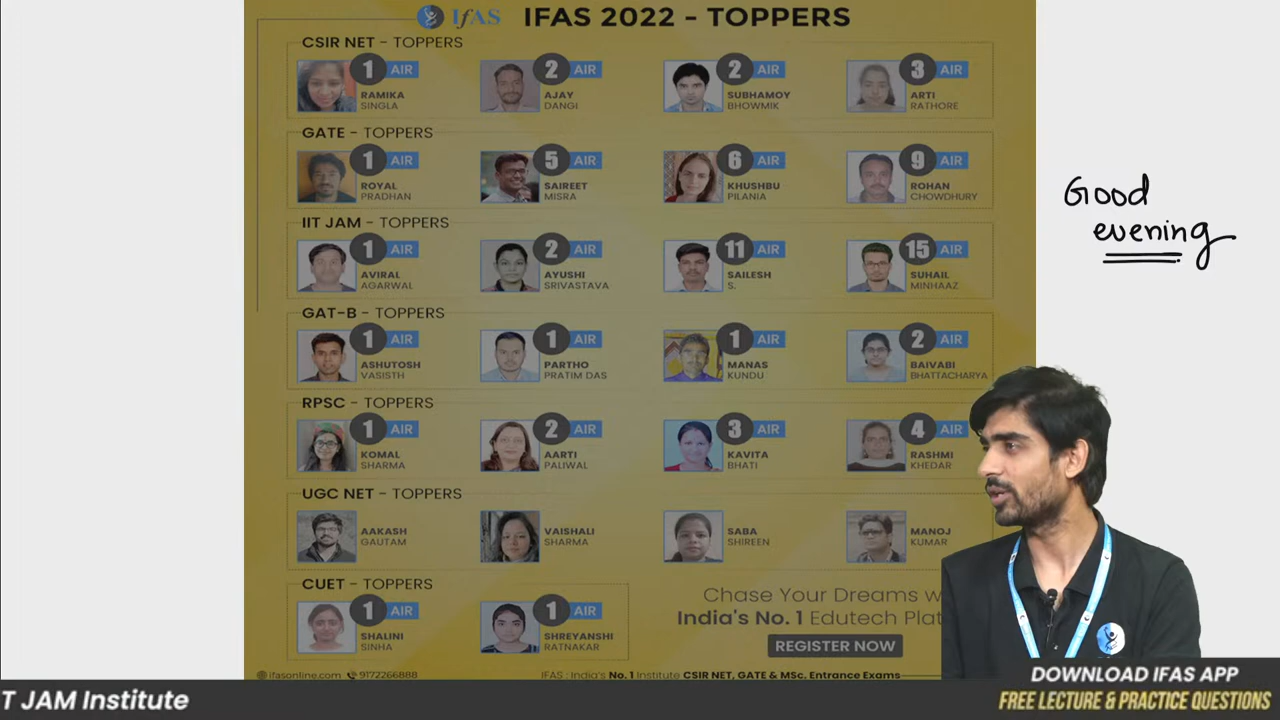 IFAS IFAS 2022 - TOPPERS
CSIR NET - TOPPERS
1 AIR RAMIKA SINGLA
2 AIR AJAY DANGI
2 AIR SUBHAMOY BHOWMIK
3 AIR ARTI RATHORE
GATE - TOPPERS
1 AIR ROYAL PRADHAN
5 AIR SAIREET MISRA
6 AIR KHUSHBU PILANIA
9 AIR ROHAN CHOWDHURY
IIT JAM - TOPPERS
1 AIR AVIRAL AGARWAL
2 AIR AYUSHI SRIVASTAVA
11 AIR SAILESH S.
15 AIR SUHAIL MINHAAZ
GAT-B - TOPPERS
1 AIR ASHUTOSH VASISTH
1 AIR PARTHO PRATIM DAS
1 AIR MANAS KUNDU
2 AIR BAIVABI BHATTACHARYA
RPSC - TOPPERS
1 AIR KOMAL SHARMA
2 AIR AARTI PALIWAL
3 AIR KAVITA BHATI
4 AIR RASHMI KHEDAR
UGC NET - TOPPERS
AAKASH GAUTAM
VAISHALI SHARMA
SABA SHIREEN
MANOJ KUMAR
CUET - TOPPERS
1 AIR SHALINI SINHA
1 AIR SHREYANSHI RATNAKAR
Chase Your Dreams w
India's No. 1 Edutech Plat
REGISTER NOW
ifasonline.com 9172266888 IFAS : India's No. 1 Institute CSIR NET, GATE & MSc. Entrance Exams
Good
evening
DOWNLOAD IFAS APP
FREE LECTURE & PRACTICE QUESTIONS
T JAM Institute